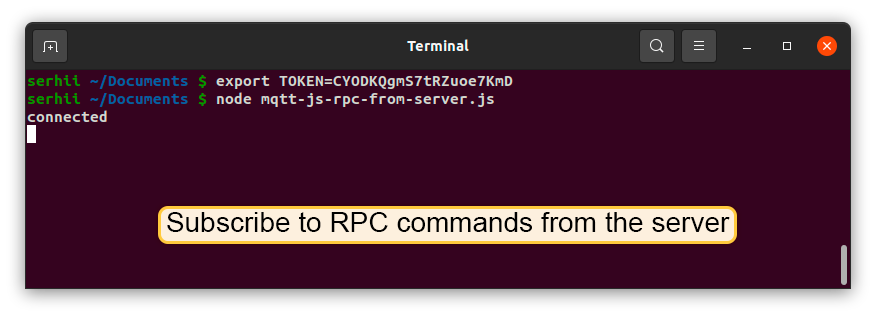 Terminal
serhii ~/Documents $ export TOKEN=CYODKQgmS7tRZuoe7KmD
serhii ~/Documents $ node mqtt-js-rpc-from-server.js
connected
Subscribe to RPC commands from the server